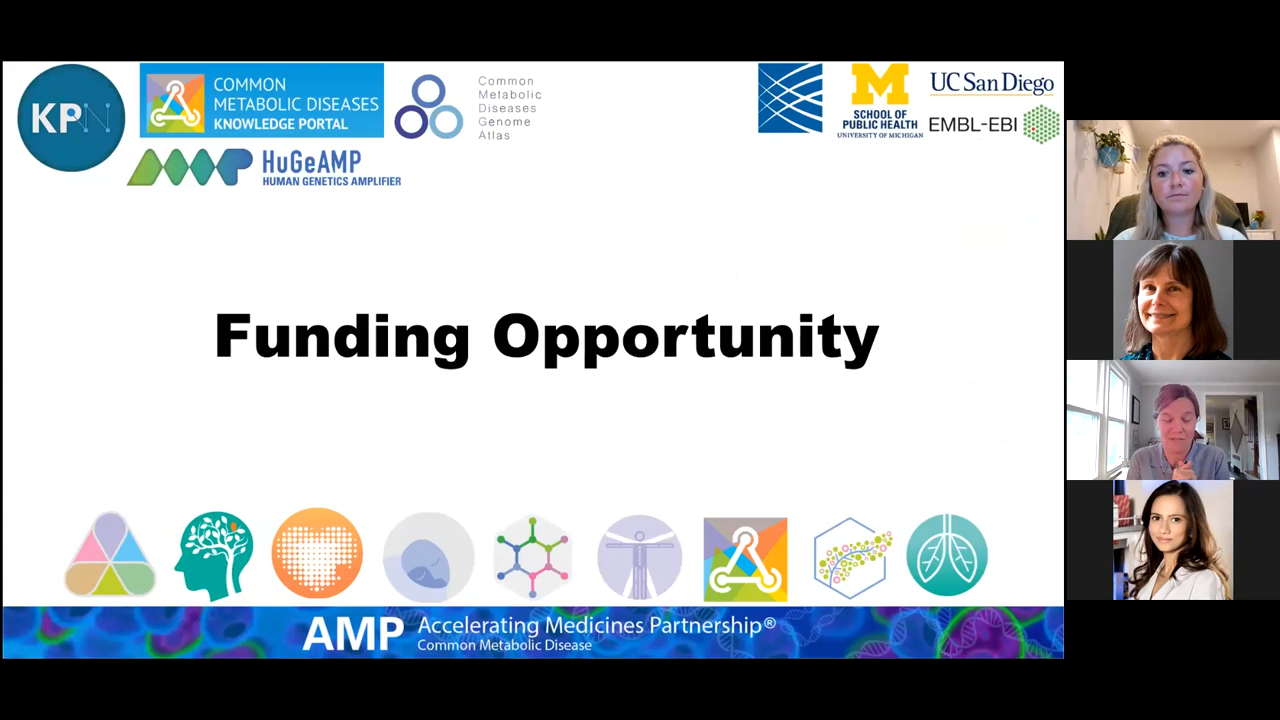 KPN
COMMON
METABOLIC DISEASES
KNOWLEDGE PORTAL
Common
Metabolic
Diseases
Genome
Atlas
HuGeAMP
HUMAN GENETICS AMPLIFIER
M
SCHOOL OF
PUBLIC HEALTH
UNIVERSITY OF MICHIGAN
UC San Diego
EMBL-EBI
Funding Opportunity
AMP
Accelerating Medicines Partnership®
Common Metabolic Disease